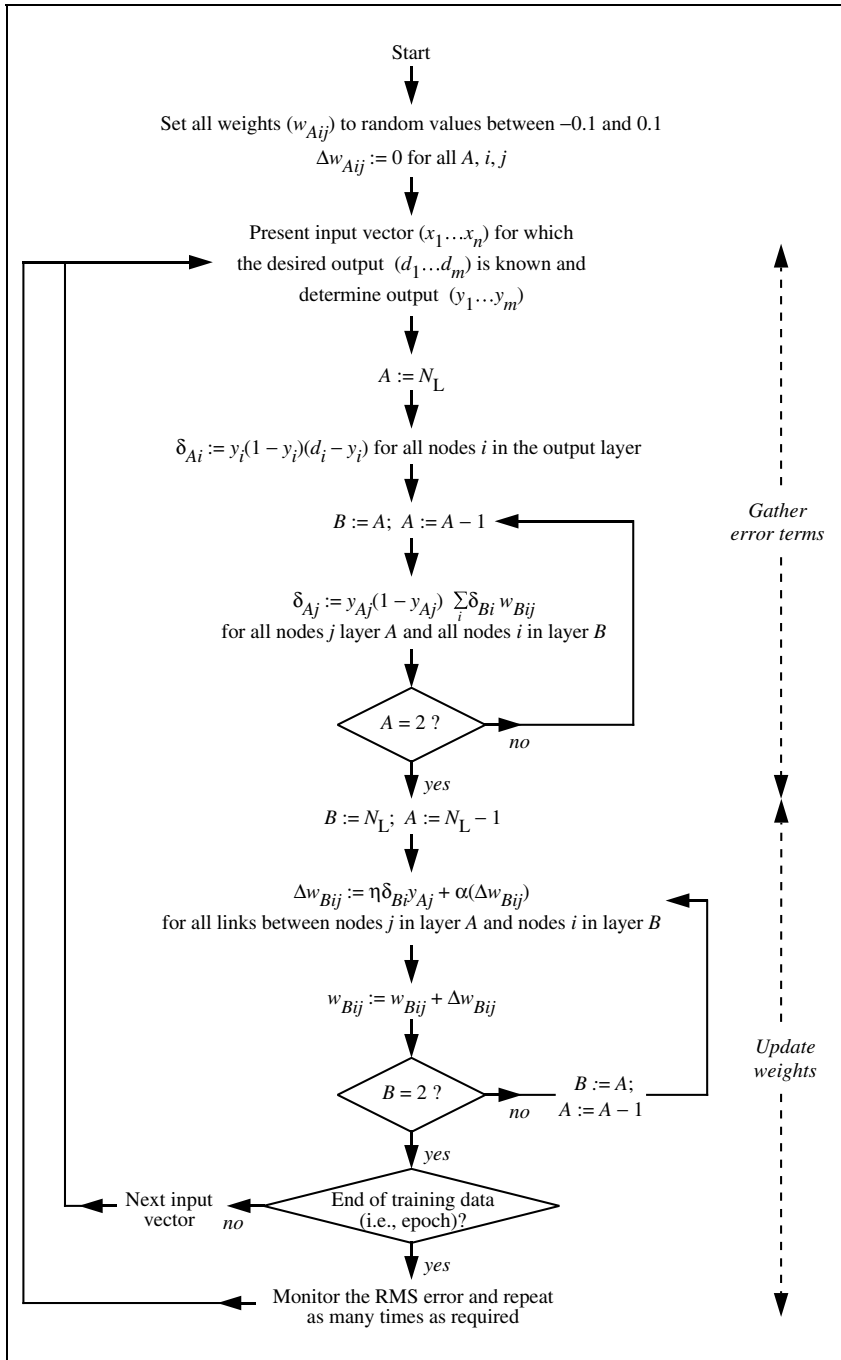 Start
Set all weights (w_Aij) to random values between −0.1 and 0.1
Δw_Aij := 0 for all A, i, j
Present input vector (x_1…x_n) for which
the desired output (d_1…d_m) is known and
determine output (y_1…y_m)
A := N_L
δ_Ai := y_i(1 − y_i)(d_i − y_i) for all nodes i in the output layer
B := A; A := A − 1
Gather
error terms
δ_Aj := y_Aj(1 − y_Aj) ∑_i δ_Bi w_Bij
for all nodes j layer A and all nodes i in layer B
A = 2 ?
no
yes
B := N_L; A := N_L − 1
Δw_Bij := ηδ_Bi y_Aj + α(Δw_Bij)
for all links between nodes j in layer A and nodes i in layer B
w_Bij := w_Bij + Δw_Bij
Update
weights
B = 2 ?
no
B := A;
A := A − 1
yes
End of training data
(i.e., epoch)?
no
Next input
vector
yes
Monitor the RMS error and repeat
as many times as required